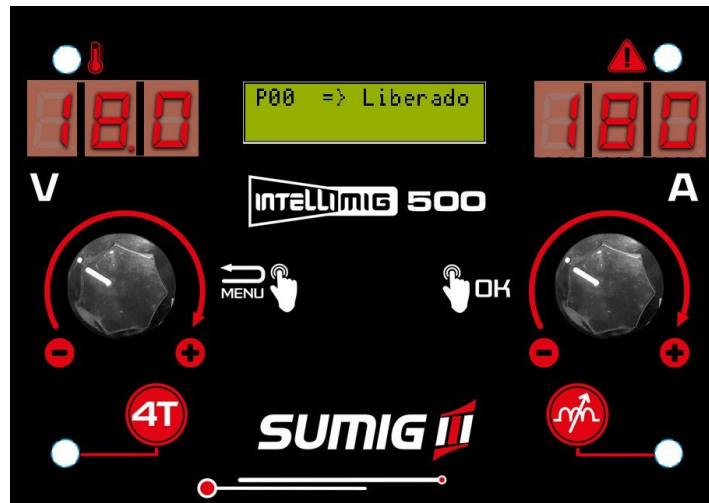 18.0
P00 => Liberado
180
V
INTELLIMIG 500
A
MENU
OK
4T
SUMIG